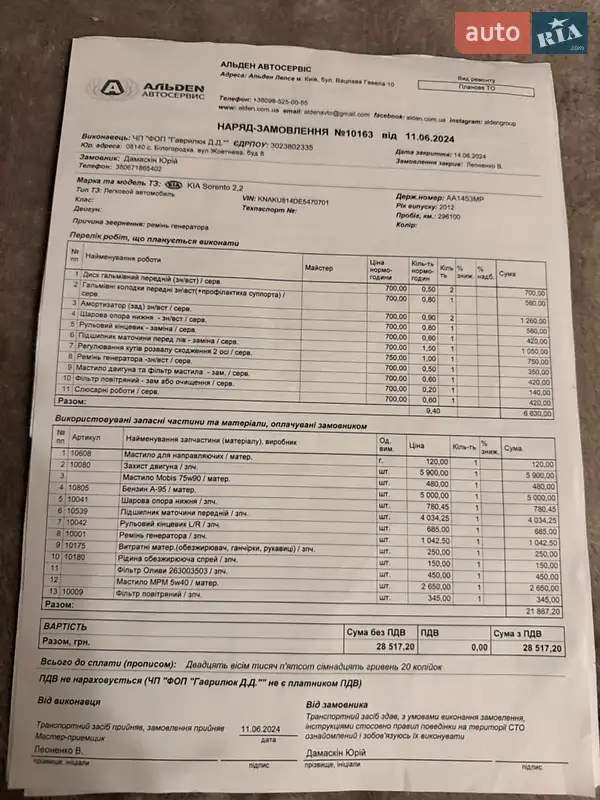 auto RIA .com
АЛЬДЕН АВТОСЕРВІС
Адреса: Альден Лепсе м. Київ, бул. Вацлава Гавела 10
Вид ремонту
Планове ТО
АЛЬDEN
АВТОСЕРВИС
Телефон: +38098-825-00-55
www: alden.com.ua email: aldenavto@gmail.com facebook: alden.com.ua instagram: aldengroup
НАРЯД-ЗАМОВЛЕННЯ №10163 від 11.06.2024
Виконавець: ЧП "ФОП "Гаврилюк Д.Д."" ЄДРПОУ: 3023802335
Юр. адреса: 08140 с. Білогородка, вул Жовтнева, буд 8
Дата закриття: 14.06.2024
Замовлення закрив: Леоненко В.
Замовник: Дамаскін Юрій
Телефон: 380671865402
Марка та модель ТЗ: KIA KIA Sorento 2,2
Тип ТЗ: Легковой автомобиль
Клас:
Двигун:
VIN: KNAKU814DE5470701
Техпаспорт №:
Держ.номер: AA1453MP
Рік випуску: 2012
Пробіг, км.: 296100
Колір:
Причина звернення: ремінь генератора
Перелік робіт, що планується виконати
№ пп Найменування роботи Майстер Ціна нормо-години Кіль-ть нормо-годин Кіль ть % зниж. % надб. Сума
1 Диск гальмівний передній (зн/вст) / серв. 700,00 0,50 2 700,00
2 Гальмівні колодки передні зн/вст(+профілактика суппорта) / серв. 700,00 0,80 1 560,00
3 Амортизатор (зад) зн/вст / серв. 700,00 0,90 2 1 260,00
4 Шарова опора нижня - зн/вст / серв. 700,00 0,80 1 560,00
5 Рульовий кінцевик - заміна / серв. 700,00 0,60 1 420,00
6 Підшипник маточини перед лів - заміна / серв. 700,00 1,50 1 1 050,00
7 Регулювання кутів розвалу сходження 2 осі / серв. 750,00 1,00 1 750,00
8 Ремінь генератора -зн/вст / серв. 700,00 0,50 1 350,00
9 Мастило двигуна та фільтр мастила - зам. / серв. 700,00 0,60 1 420,00
10 Фільтр повітряний - зам або очищення / серв. 700,00 0,20 1 140,00
11 Слюсарні роботи / серв. 700,00 0,60 1 420,00
Разом: 9,40 6 630,00
Використовувані запасні частини та матеріали, оплачувані замовником
№ пп Артикул Найменування запчастини (матеріалу), виробник Од. вим. Ціна Кіль-ть % зниж. Сума
1 10608 Мастило для направляючих / матер. г. 120,00 1 120,00
2 10080 Захист двигуна / зпч. шт. 5 900,00 1 5 900,00
3 Мастило Mobis 75w90 / матер. шт. 480,00 1 480,00
4 10805 Бензин А-95 / матер. шт. 5 000,00 1 5 000,00
5 10041 Шарова опора нижня / зпч. шт. 780,45 1 780,45
6 10539 Підшипник маточини передній / зпч. шт. 4 034,25 1 4 034,25
7 10042 Рульовий кінцевик L/R / зпч. шт. 685,00 1 685,00
8 10001 Ремінь генератора / зпч. шт. 1 042,50 1 1 042,50
9 10175 Витратні матер.(обезжирювач, ганчірки, рукавиці) / зпч. шт. 250,00 1 250,00
10 10180 Рідина обезжирювача спрей / зпч. шт. 150,00 1 150,00
11 Фільтр Оливи 263003503 / зпч. шт. 450,00 1 450,00
12 Мастило MPM 5w40 / матер. шт. 2 650,00 1 2 650,00
13 10009 Фільтр повітряний / зпч. шт. 345,00 1 345,00
Разом: 21 887,20
ВАРТІСТЬ Сума без ПДВ ПДВ Сума з ПДВ
Разом, грн. 28 517,20 0,00 28 517,20
Всього до сплати (прописом): Двадцять вісім тисяч п'ятсот сімнадцять гривень 20 копійок
ПДВ не нараховується (ЧП "ФОП "Гаврилюк Д.Д."" не є платником ПДВ)
Від виконавця
Транспортний засіб прийняв, замовлення прийняв 11.06.2024
Мастер-приемщик дата
Леоненко В.
прізвище, ініціали підпис
Від замовника
Транспортний засіб здав, з умовами виконання замовлення,
інструкціями стосовно правил поведінки на території СТО
ознайомлений і зобов'язуюсь їх виконувати
Дамаскін Юрій
прізвище, ініціали підпис